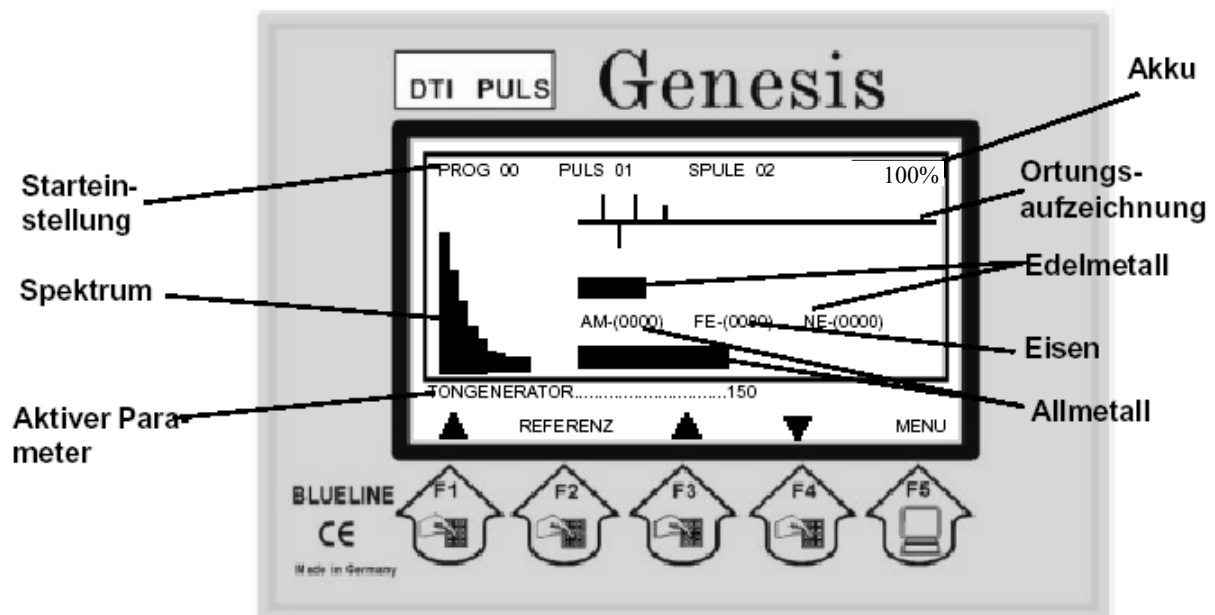 DTI PULS
Genesis
Akku
PROG 00 PULS 01 SPULE 02 100%
Startein-
stellung
Ortungs-
aufzeichnung
Edelmetall
Spektrum
AM-(0000) FE-(0000) NE-(0000)
Eisen
TONGENERATOR..............................150
Allmetall
Aktiver Para-
meter
REFERENZ MENU
BLUELINE
CE
Made in Germany
F1 F2 F3 F4 F5